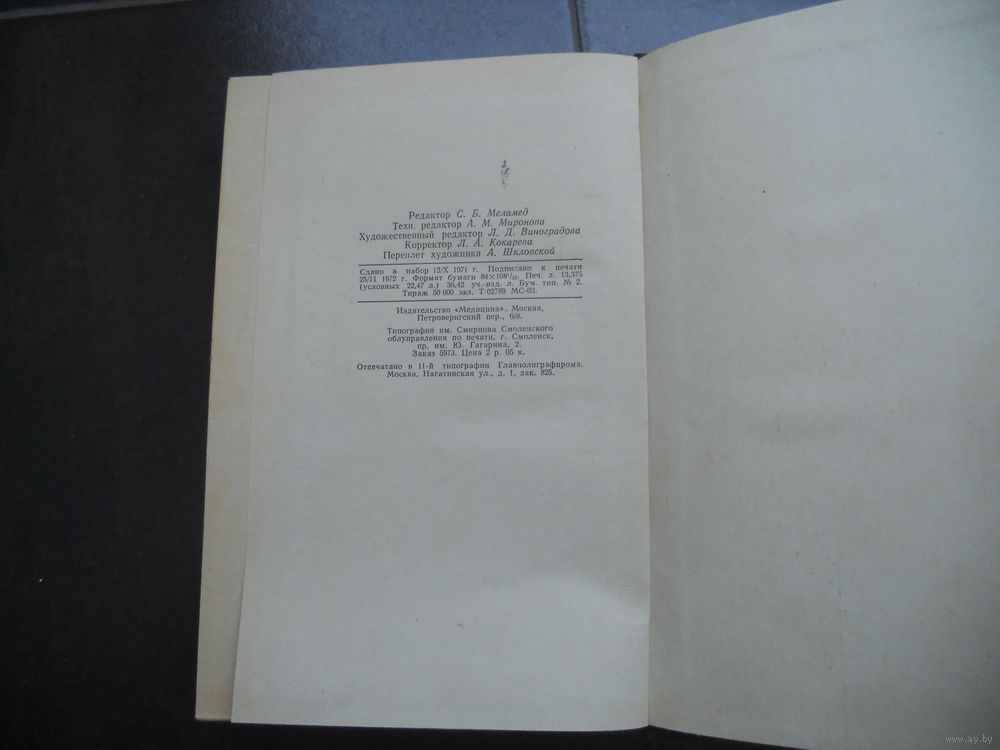 Редактор С. Б. Меламед
Техн. редактор А. М. Миронова
Художественный редактор Л. Д. Виноградова
Корректор Л. А. Кокарева
Переплет художника А. Шкловской
Сдано в набор 12/X 1971 г. Подписано к печати
25/II 1972 г. Формат бумаги 84×108¹/₃₂. Печ. л. 13,375
(условных 22,47 л.) 36,42 уч.-изд. л. Бум. тип. № 2.
Тираж 50 000 экз. Т-02789 МС-03.
Издательство «Медицина». Москва,
Петроверигский пер., 6/8.
Типография им. Смирнова Смоленского
облуправления по печати, г. Смоленск,
пр. им. Ю. Гагарина, 2.
Заказ 5973. Цена 2 р. 05 к.
Отпечатано в 11-й типографии Главполиграфпрома.
Москва, Нагатинская ул., д. 1, зак. 825.
www.ay.by